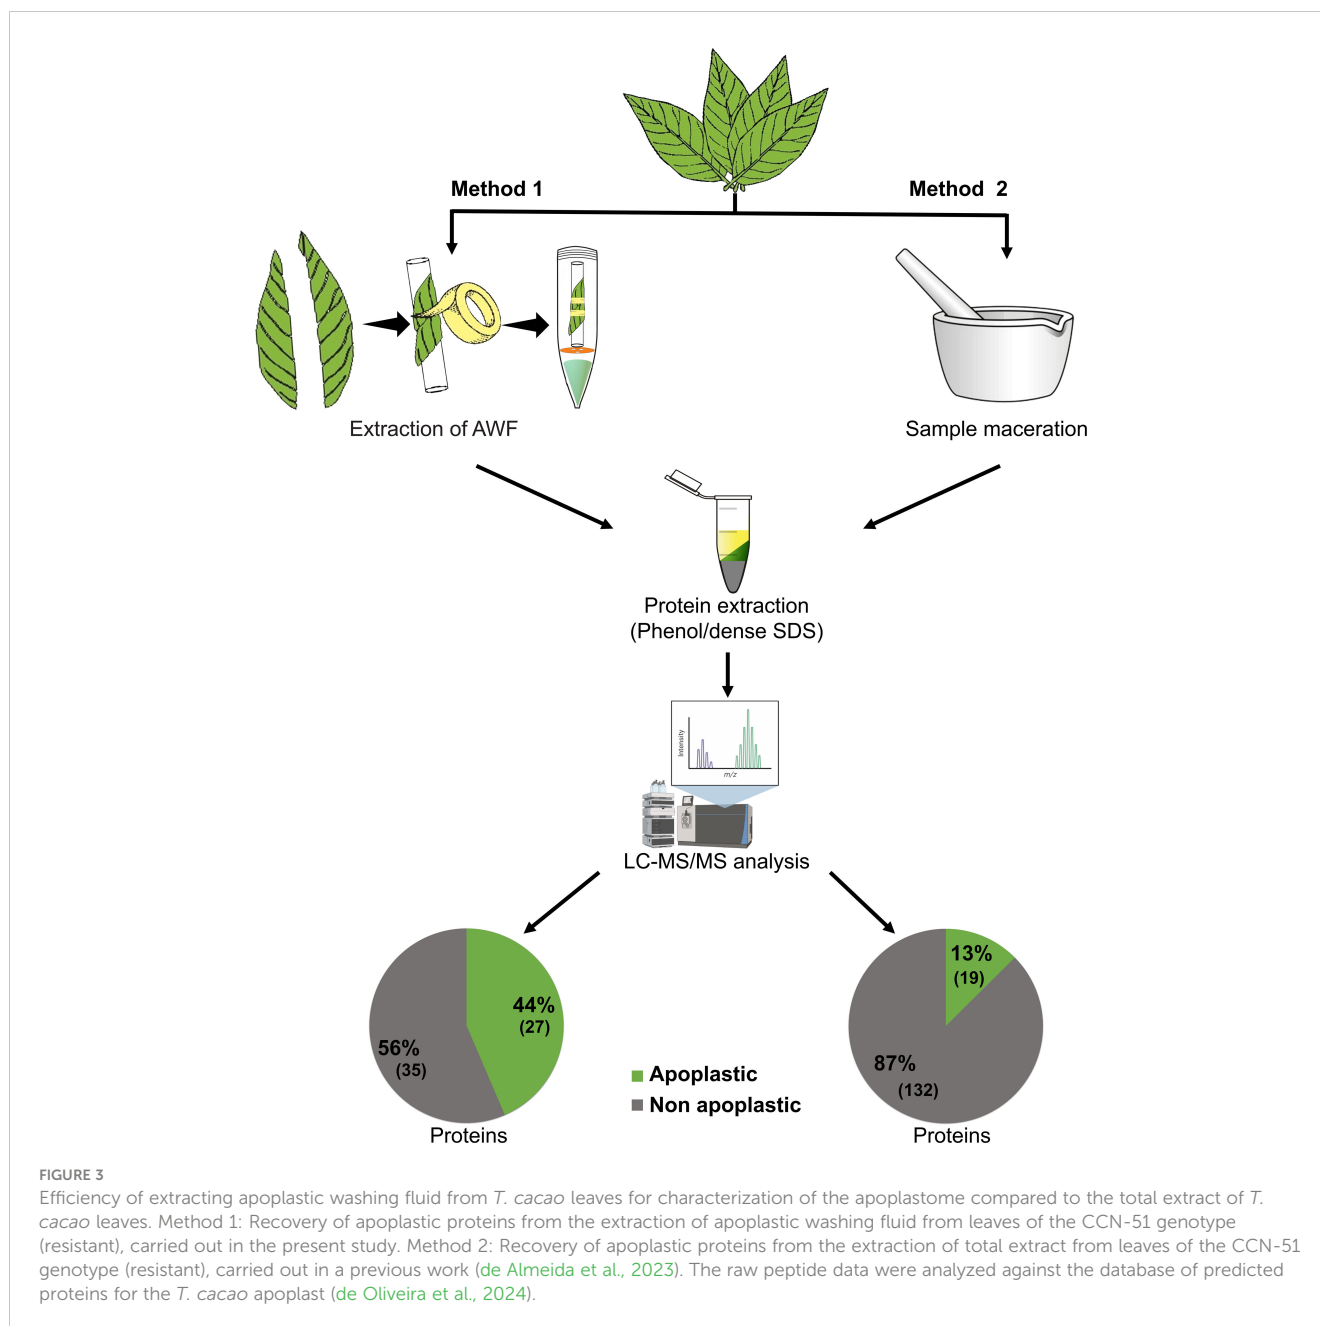 Method 1
Method 2
Extraction of AWF
Sample maceration
Protein extraction
(Phenol/dense SDS)
Intensity
m/z
LC-MS/MS analysis
44%
(27)
56%
(35)
Proteins
13%
(19)
87%
(132)
Proteins
Apoplastic
Non apoplastic
FIGURE 3
Efficiency of extracting apoplastic washing fluid from T. cacao leaves for characterization of the apoplastome compared to the total extract of T.
cacao leaves. Method 1: Recovery of apoplastic proteins from the extraction of apoplastic washing fluid from leaves of the CCN-51 genotype
(resistant), carried out in the present study. Method 2: Recovery of apoplastic proteins from the extraction of total extract from leaves of the CCN-51
genotype (resistant), carried out in a previous work (de Almeida et al., 2023). The raw peptide data were analyzed against the database of predicted
proteins for the T. cacao apoplast (de Oliveira et al., 2024).